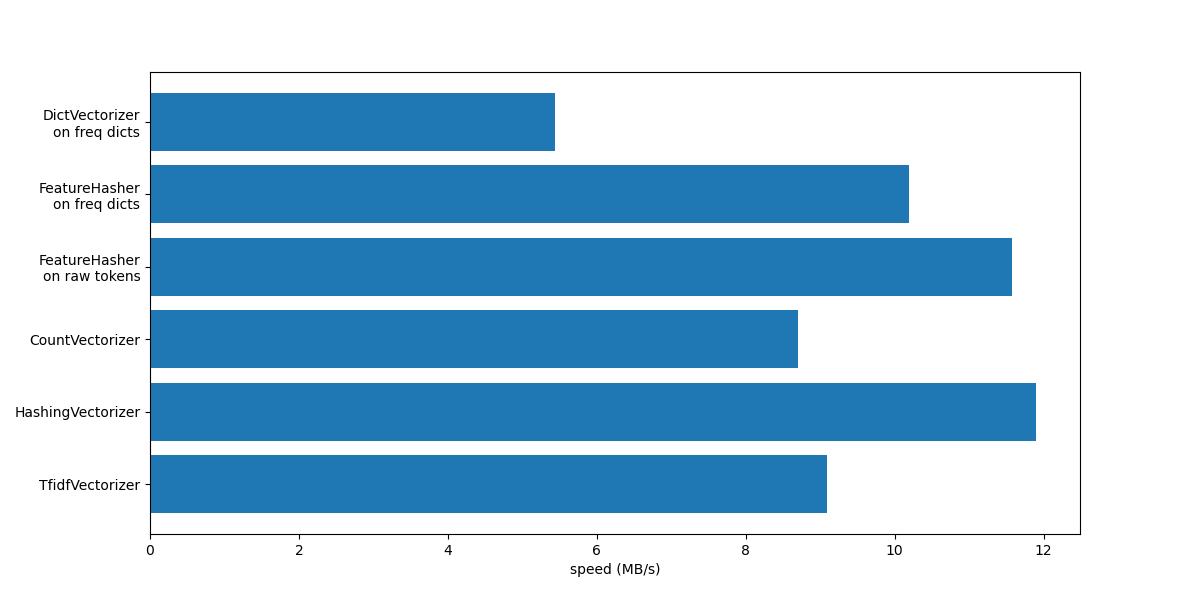 DictVectorizer
on freq dicts
FeatureHasher
on freq dicts
FeatureHasher
on raw tokens
CountVectorizer
HashingVectorizer
TfidfVectorizer
0 2 4 6 8 10 12
speed (MB/s)